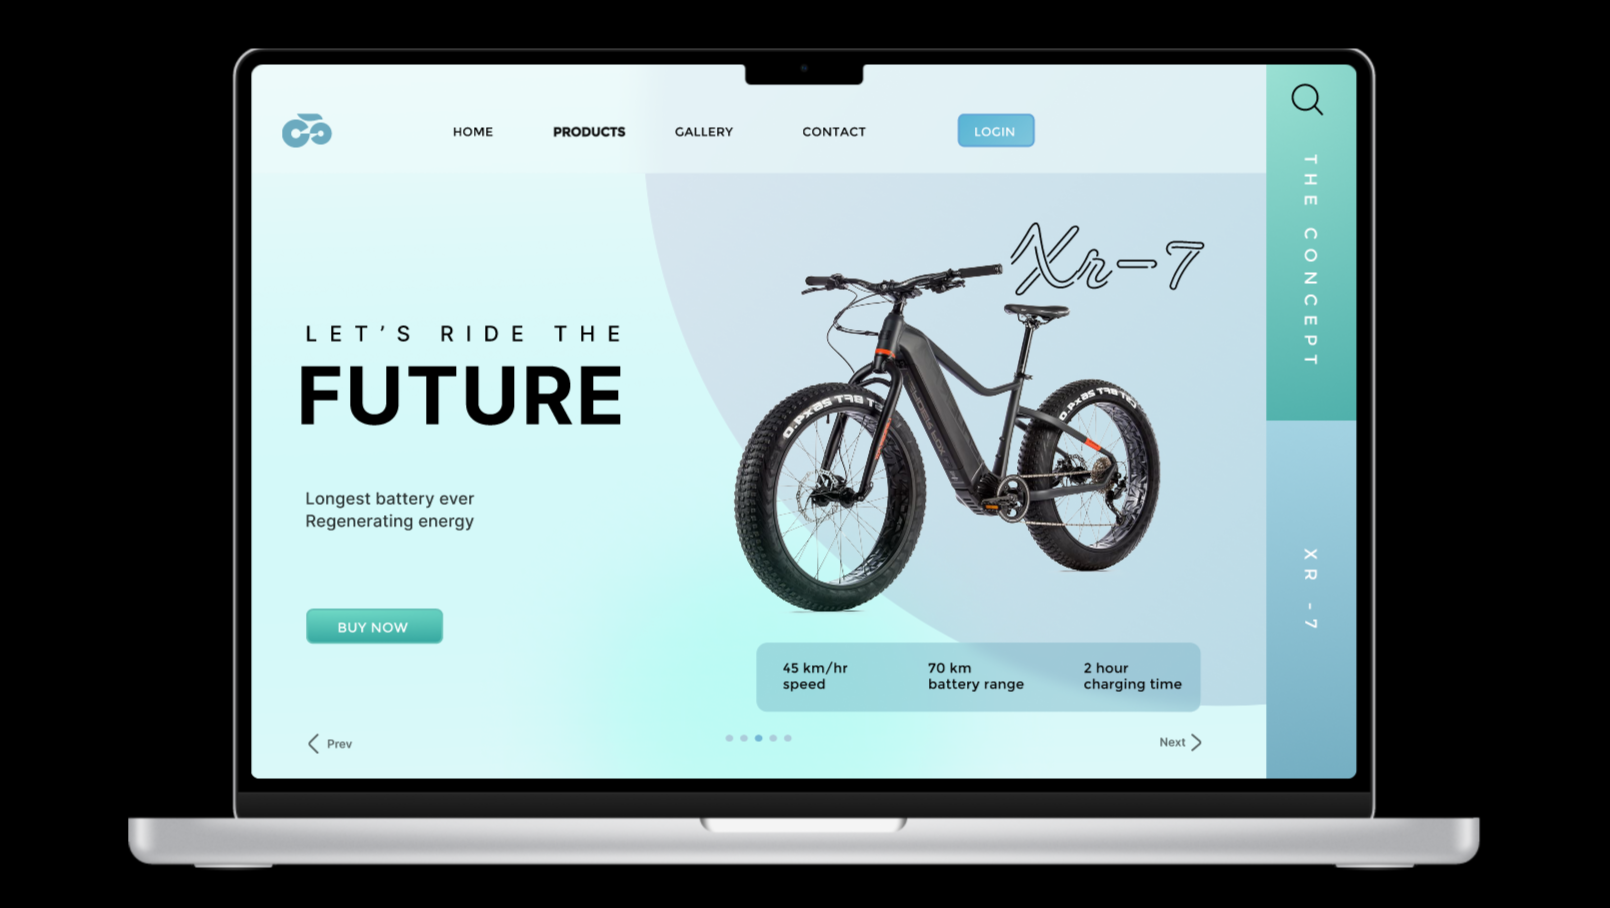 HOME PRODUCTS GALLERY CONTACT LOGIN
THE CONCEPT
Xr-7
LET'S RIDE THE
FUTURE
Longest battery ever
Regenerating energy
BUY NOW
XR -7
45 km/hr
speed
70 km
battery range
2 hour
charging time
Prev
Next